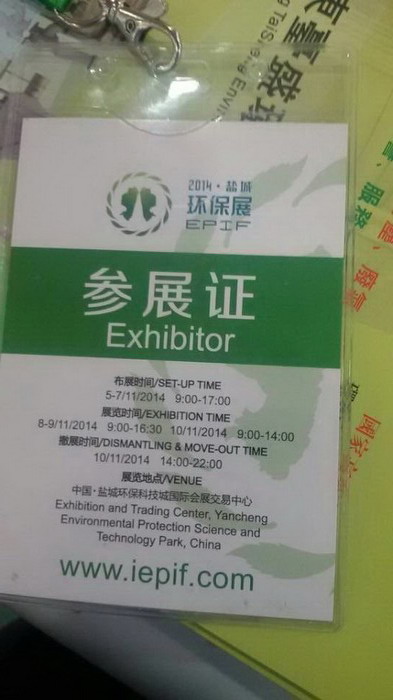 2014·盐城
环保展
EPIF
参展证
Exhibitor
布展时间/SET-UP TIME
5-7/11/2014 9:00-17:00
展览时间/EXHIBITION TIME
8-9/11/2014 9:00-16:30 10/11/2014 9:00-14:00
撤展时间/DISMANTLING & MOVE-OUT TIME
10/11/2014 14:00-22:00
展览地点/VENUE
中国·盐城环保科技城国际会展交易中心
Exhibition and Trading Center, Yancheng
Environmental Protection Science and
Technology Park, China
www.iepif.com
國家